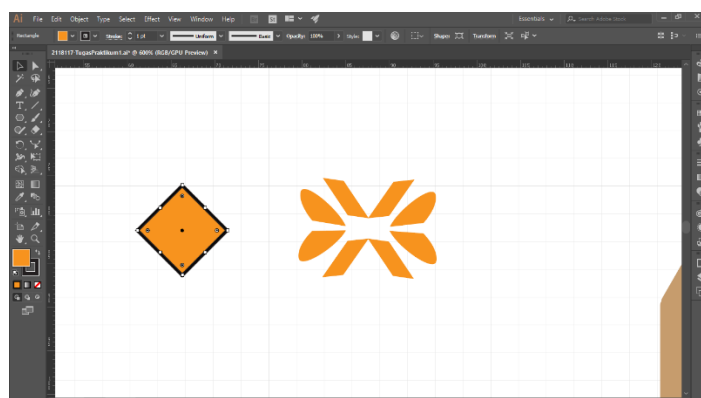 Ai File Edit Object Type Select Effect View Window Help Essentials Search Adobe Stock
Rectangle Stroke: 1 pt Uniform Basic Opacity: 100% Style: Shape: Transform
2118117-TugasPraktikum1.ai* @ 600% (RGB/GPU Preview) ×